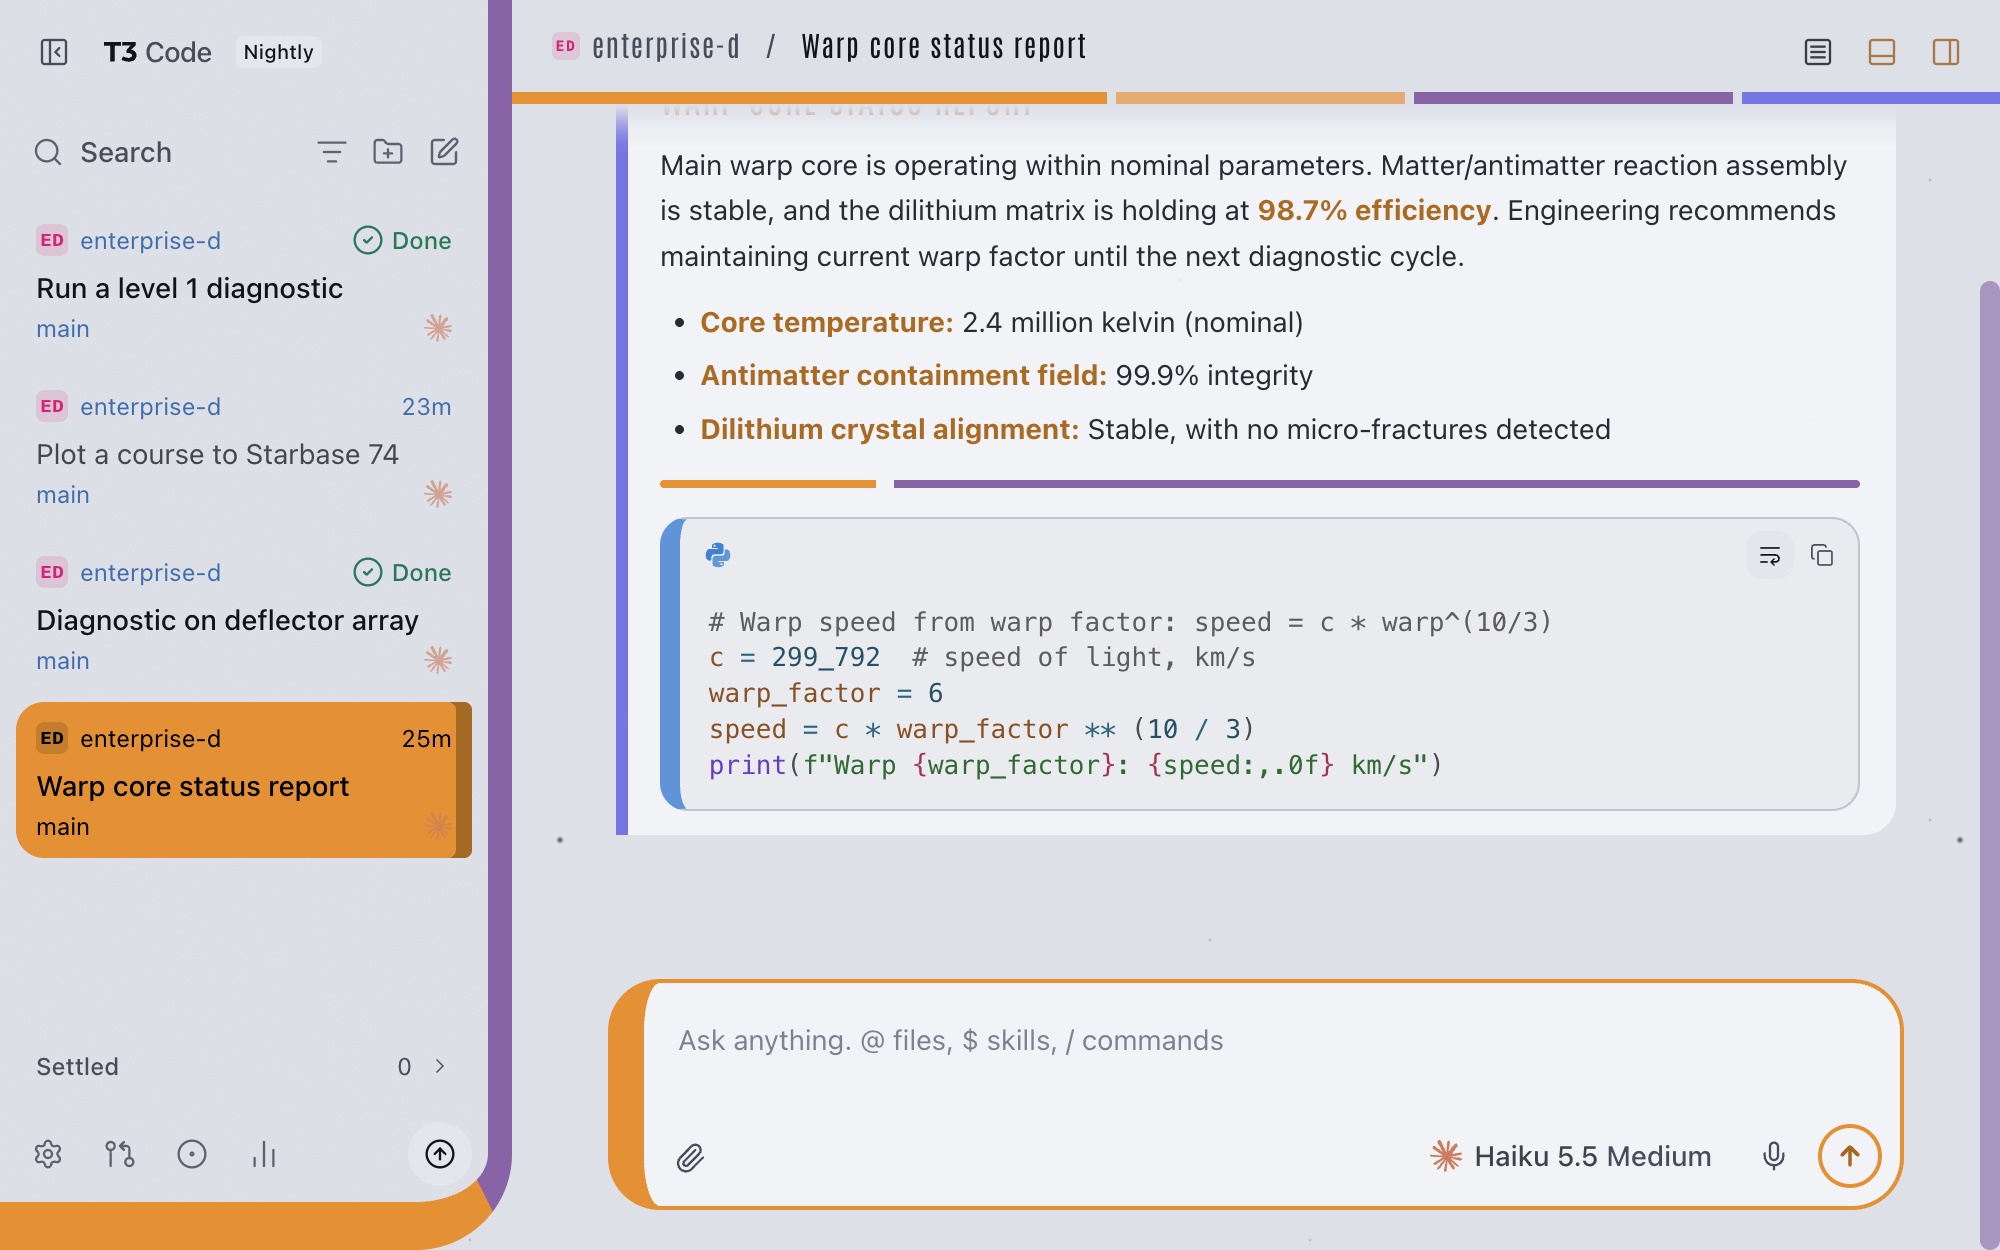 T3 Code Nightly
Search
ED enterprise-d Done
Run a level 1 diagnostic
main
ED enterprise-d 23m
Plot a course to Starbase 74
main
ED enterprise-d Done
Diagnostic on deflector array
main
ED enterprise-d 25m
Warp core status report
main
Settled 0
ED enterprise-d / Warp core status report
WARP CORE STATUS REPORT
Main warp core is operating within nominal parameters. Matter/antimatter reaction assembly
is stable, and the dilithium matrix is holding at 98.7% efficiency. Engineering recommends
maintaining current warp factor until the next diagnostic cycle.
• Core temperature: 2.4 million kelvin (nominal)
• Antimatter containment field: 99.9% integrity
• Dilithium crystal alignment: Stable, with no micro-fractures detected
# Warp speed from warp factor: speed = c * warp^(10/3)
c = 299_792  # speed of light, km/s
warp_factor = 6
speed = c * warp_factor ** (10 / 3)
print(f"Warp {warp_factor}: {speed:,.0f} km/s")
Ask anything. @ files, $ skills, / commands
Haiku 5.5 Medium